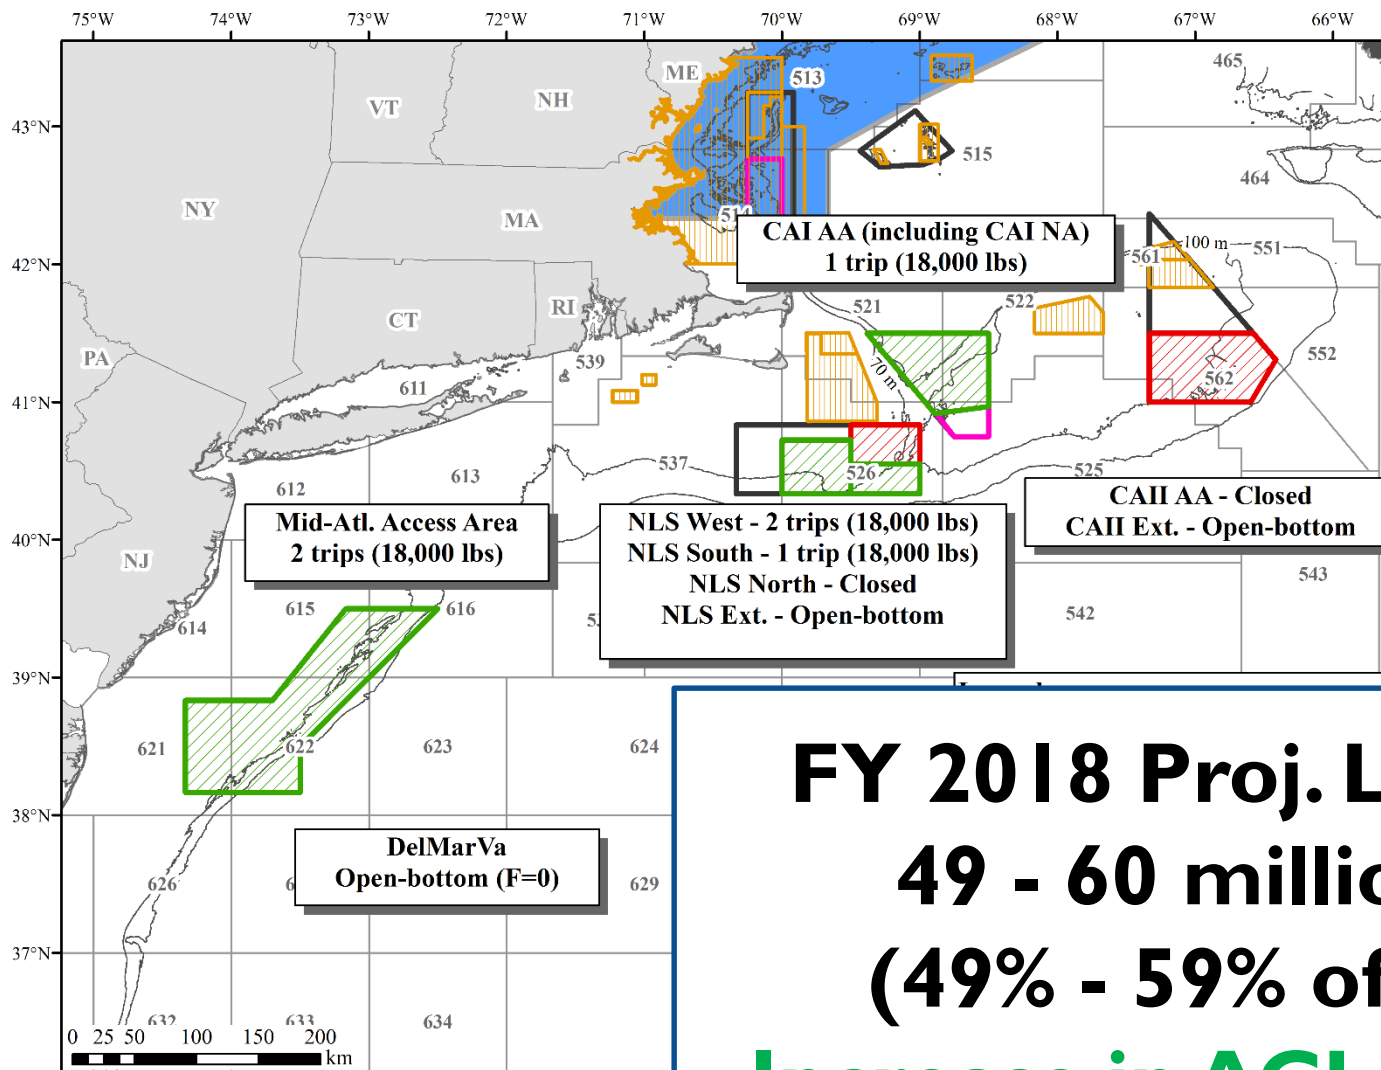 75°W 74°W 73°W 72°W 71°W 70°W 69°W 68°W 67°W 66°W
ME
513
465
VT
NH
43°N
515
464
NY
MA
514
CAI AA (including CAI NA)
1 trip (18,000 lbs)
100 m
551
561
42°N
521
522
RI
CT
PA
539
552
70 m
562
611
41°N
537
526
525
613
612
Mid-Atl. Access Area
2 trips (18,000 lbs)
NLS West - 2 trips (18,000 lbs)
NLS South - 1 trip (18,000 lbs)
NLS North - Closed
NLS Ext. - Open-bottom
CAII AA - Closed
CAII Ext. - Open-bottom
40°N
NJ
543
615
616
542
614
39°N
621
622
623
624
38°N
DelMarVa
Open-bottom (F=0)
626
629
37°N
632
633
634
0 25 50 100 150 200
km
FY 2018 Proj. L
49 - 60 millio
(49% - 59% of
Increase in ACL